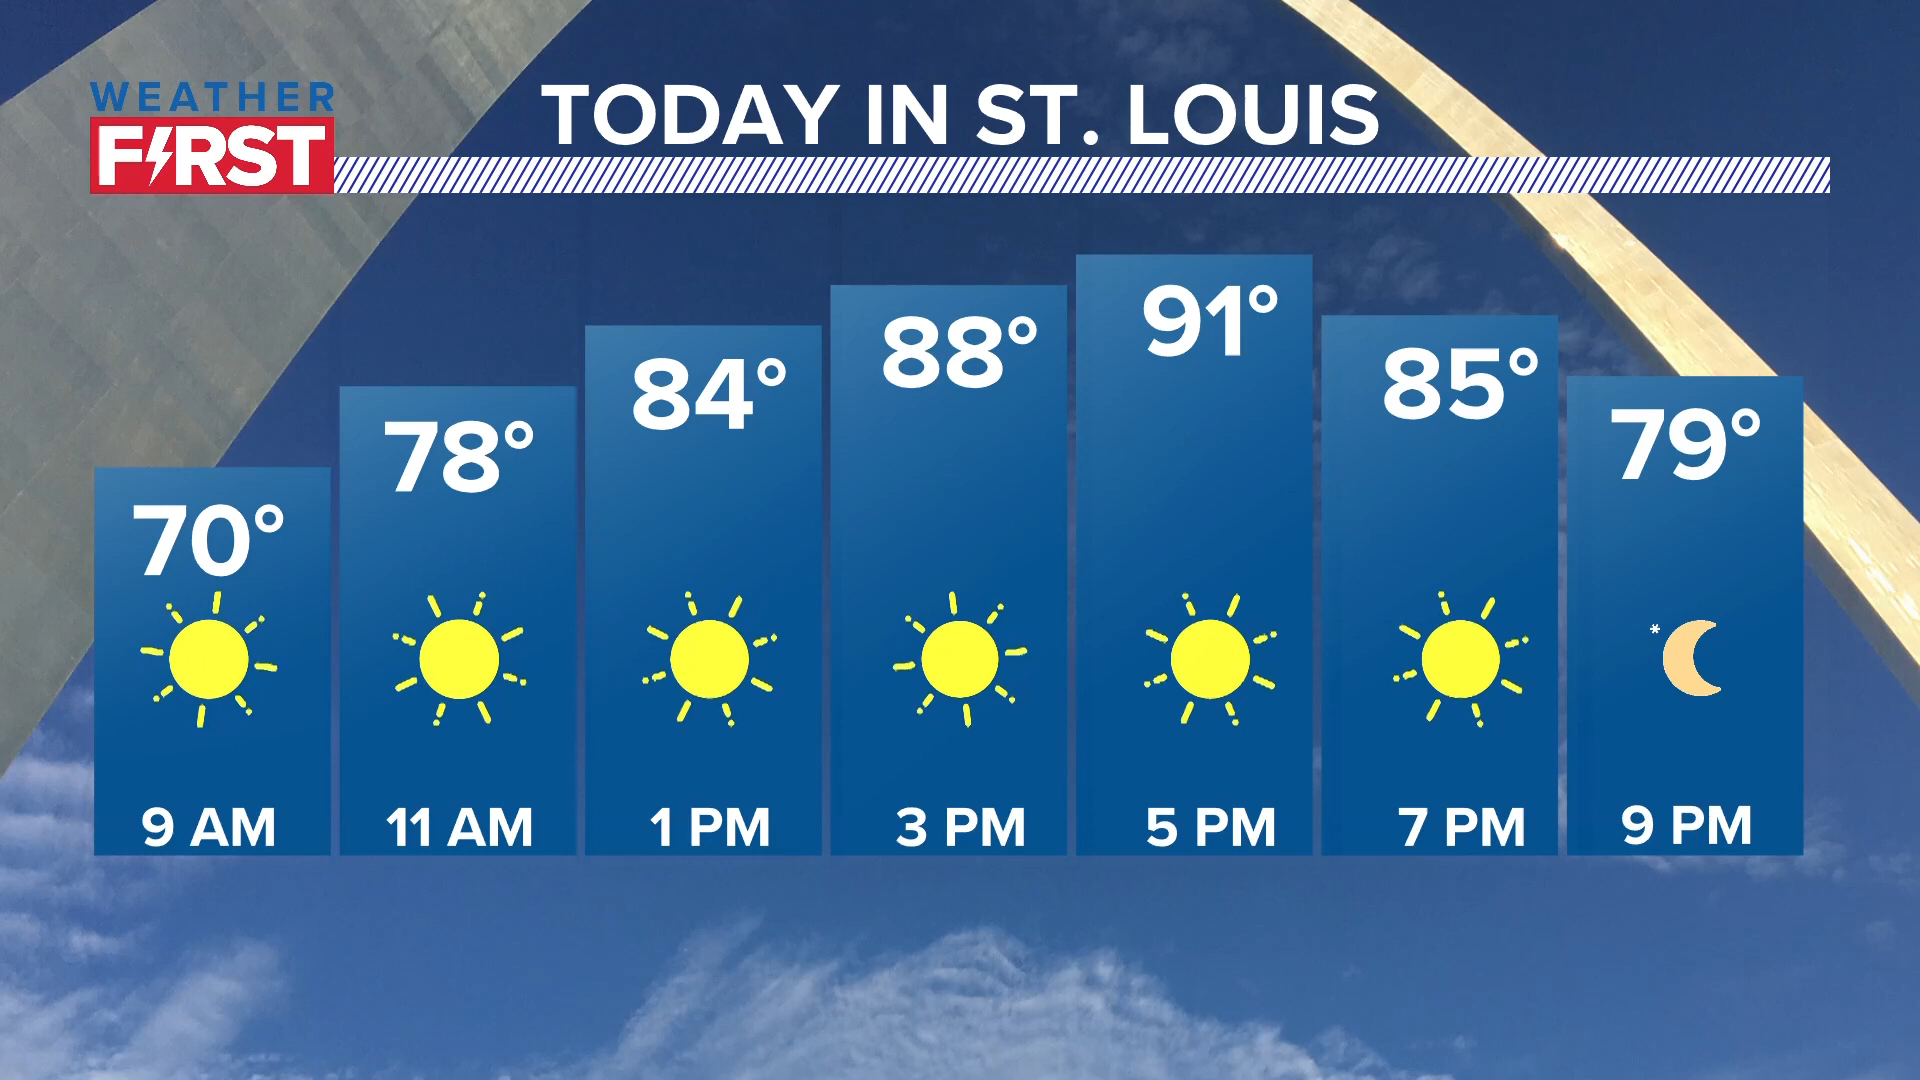 WEATHER
FIRST
TODAY IN ST. LOUIS
70°
78°
84°
88°
91°
85°
79°
9 AM
11 AM
1 PM
3 PM
5 PM
7 PM
9 PM